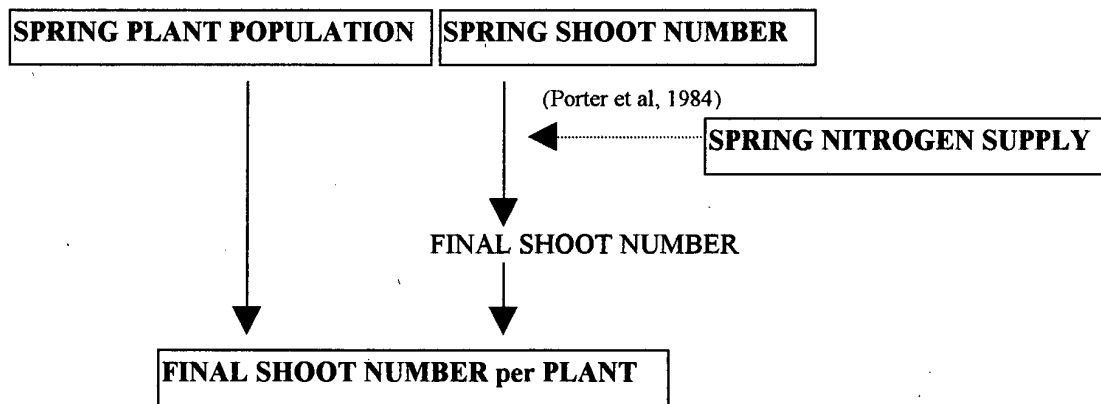 SPRING PLANT POPULATION
SPRING SHOOT NUMBER
(Porter et al, 1984)
SPRING NITROGEN SUPPLY
FINAL SHOOT NUMBER
FINAL SHOOT NUMBER per PLANT